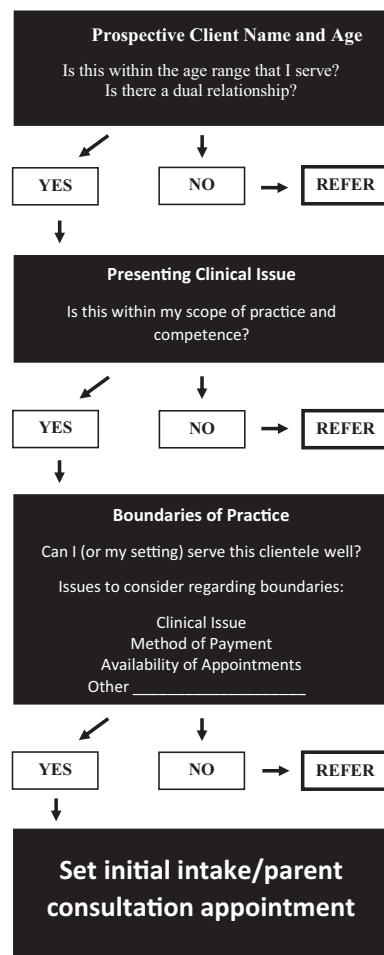 Prospective Client Name and Age
Is this within the age range that I serve?
Is there a dual relationship?
YES
NO
REFER
Presenting Clinical Issue
Is this within my scope of practice and
competence?
YES
NO
REFER
Boundaries of Practice
Can I (or my setting) serve this clientele well?
Issues to consider regarding boundaries:
Clinical Issue
Method of Payment
Availability of Appointments
Other ____________________
YES
NO
REFER
Set initial intake/parent
consultation appointment